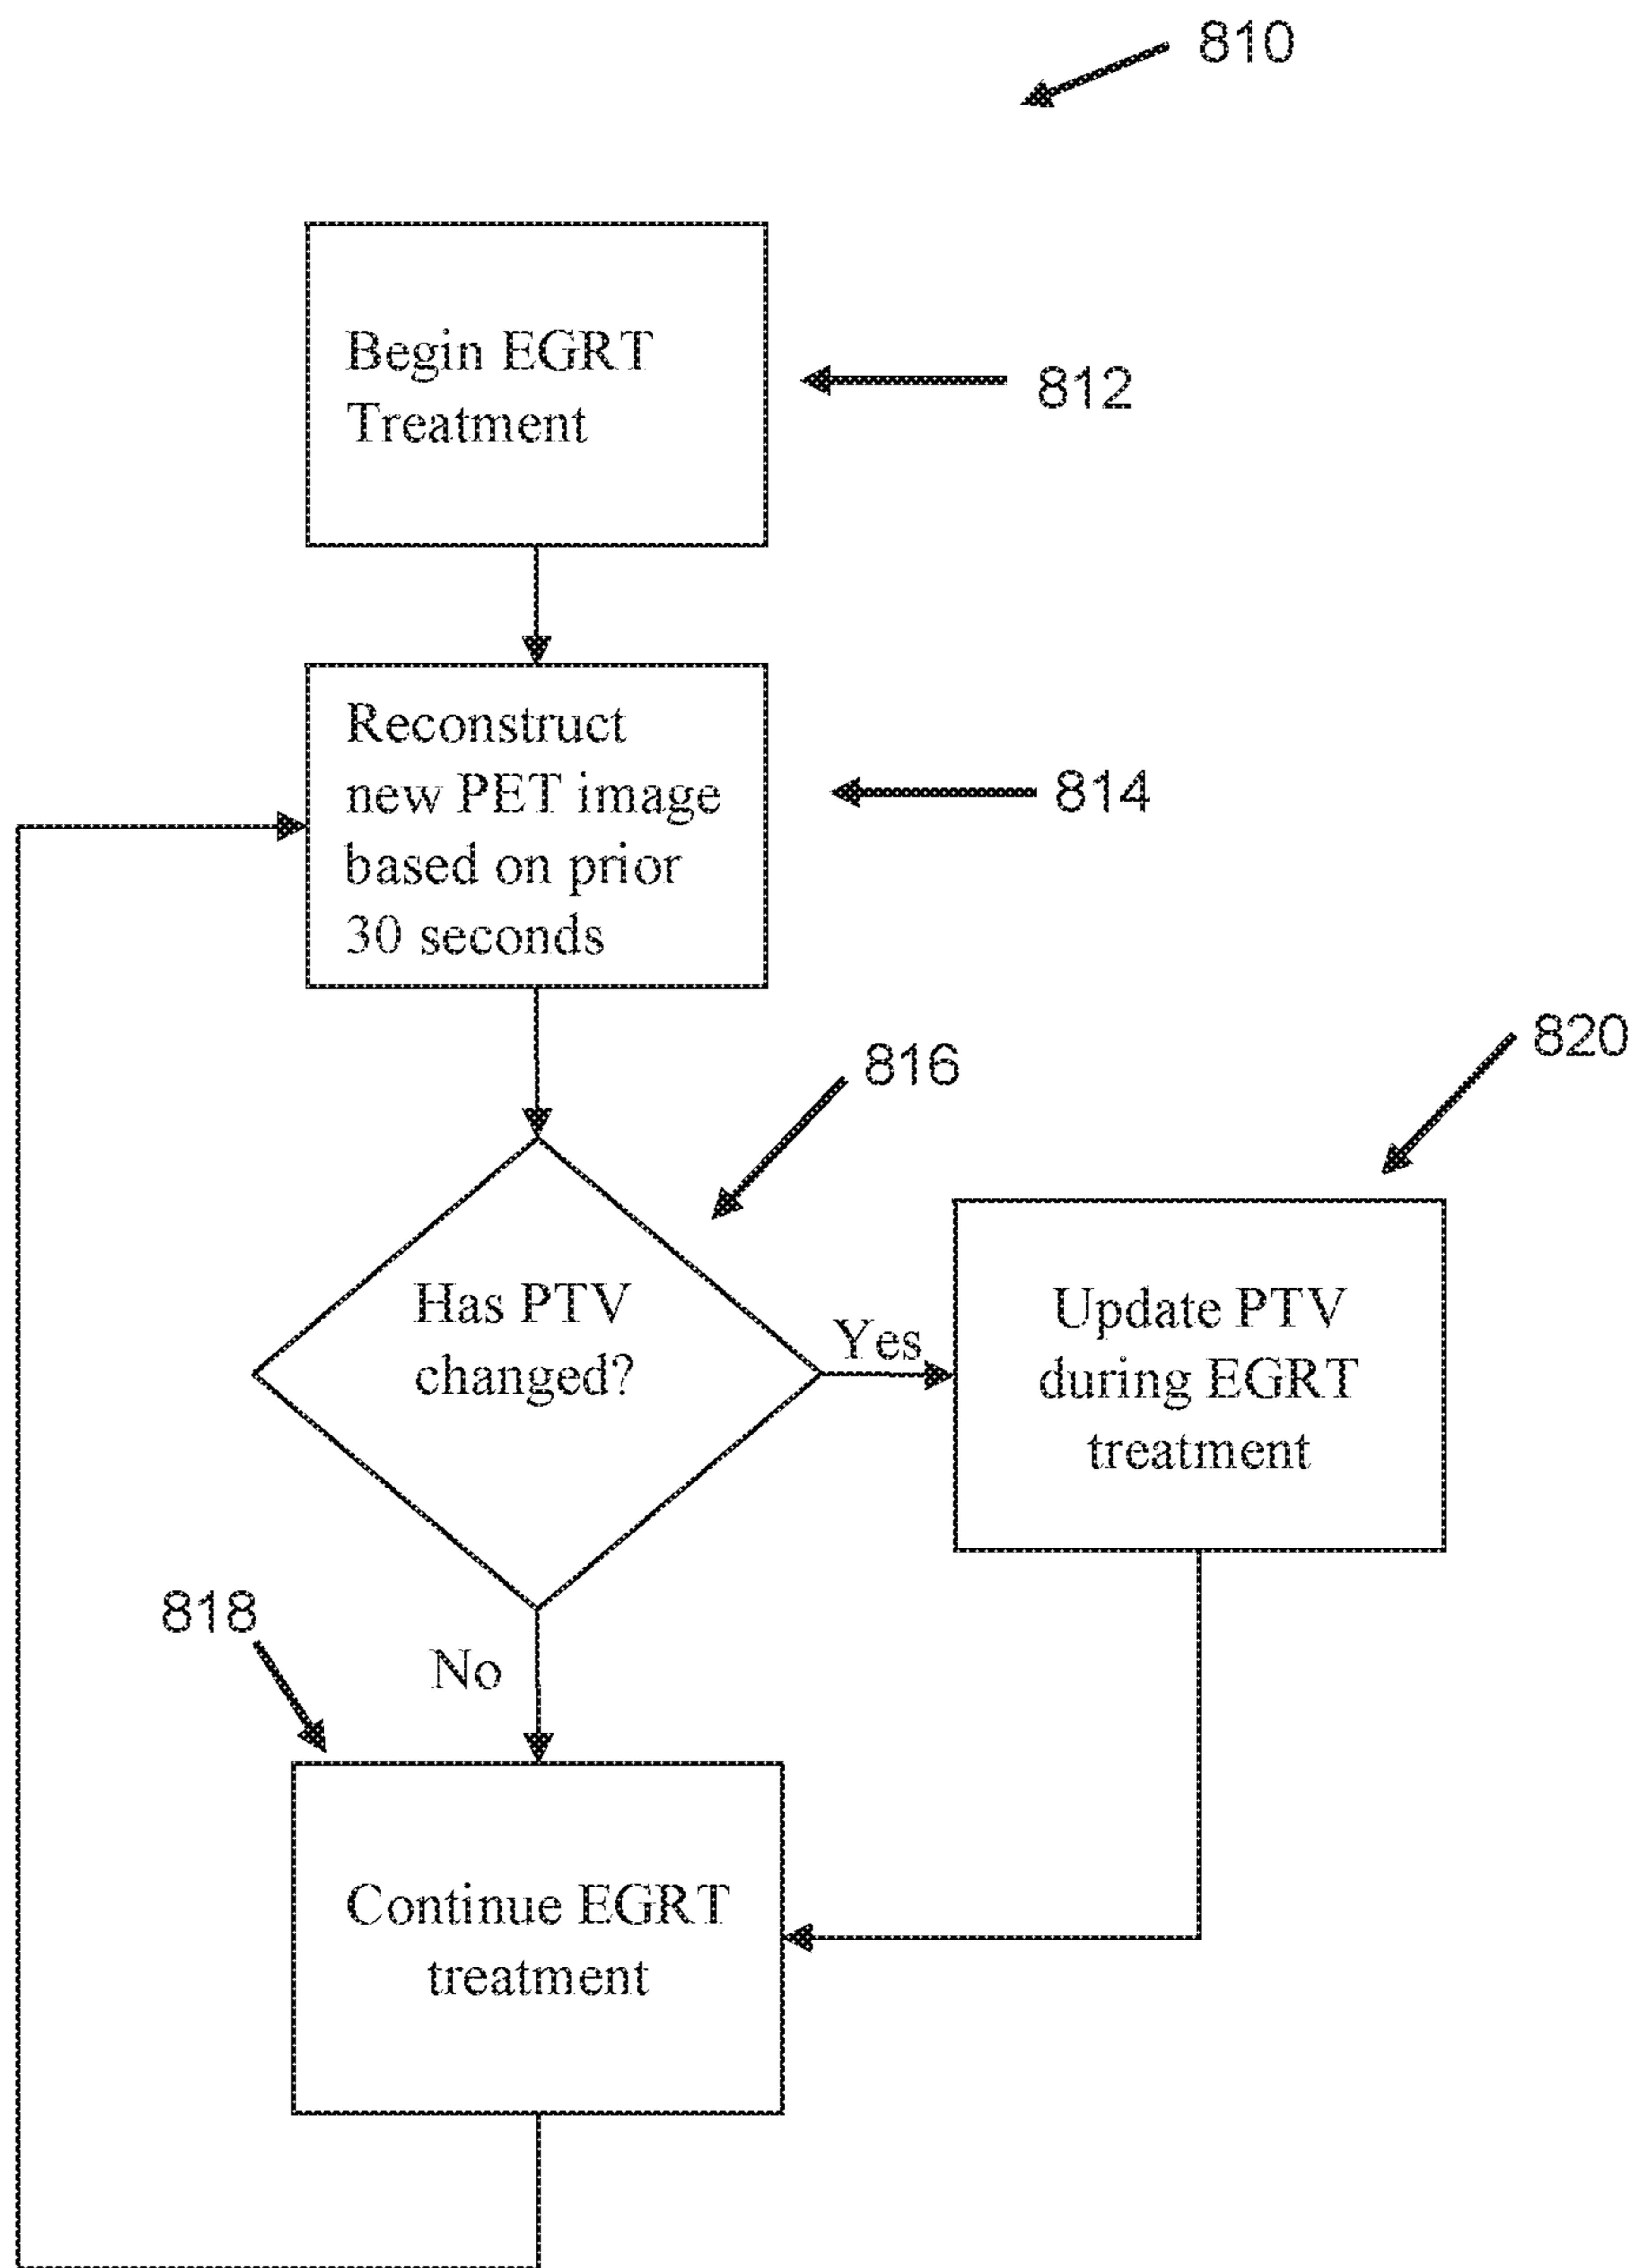 810
Begin EGRT
Treatment
812
Reconstruct
new PET image
based on prior
30 seconds
814
816
820
Has PTV
changed?
Yes
Update PTV
during EGRT
treatment
818
No
Continue EGRT
treatment